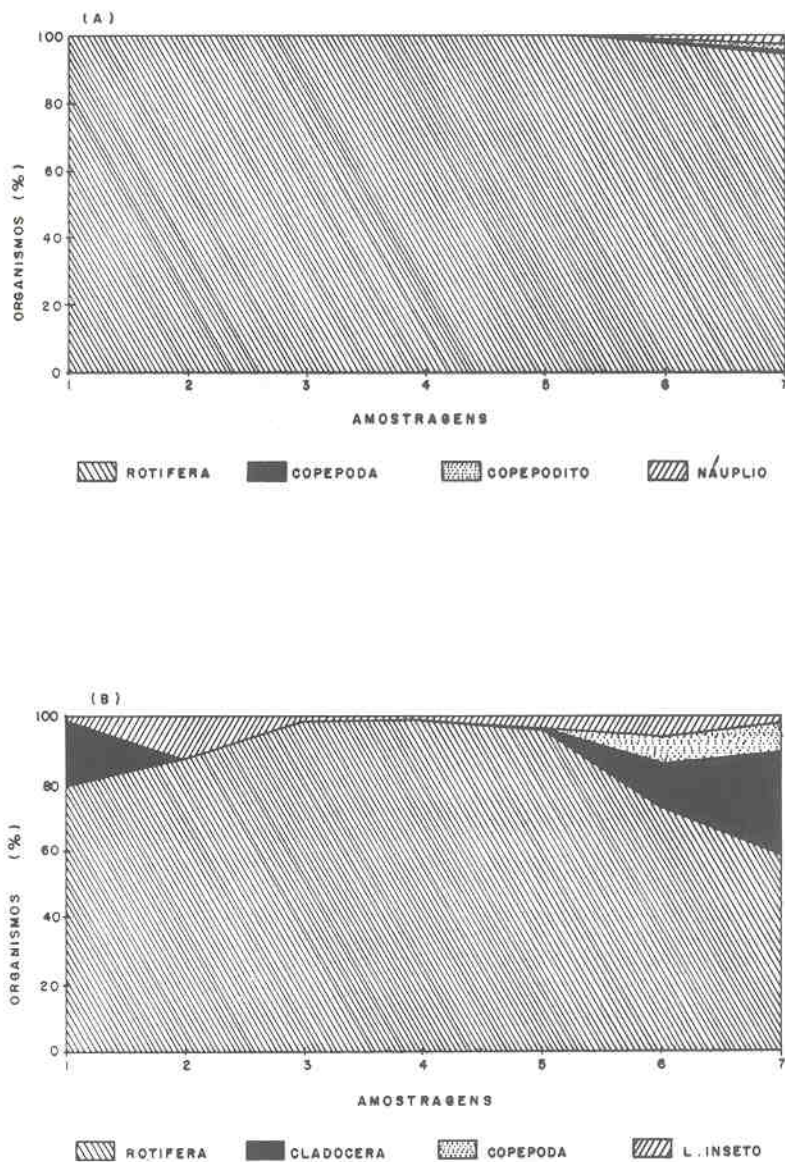 (A)
100
80
60
40
20
0
ORGANISMOS (%)
1 2 3 4 5 6 7
AMOSTRAGENS
ROTIFERA COPEPODA COPEPODITO NÁUPLIO
(B)
100
80
60
40
20
0
ORGANISMOS (%)
1 2 3 4 5 6 7
AMOSTRAGENS
ROTIFERA CLADOCERA COPEPODA L. INSETO